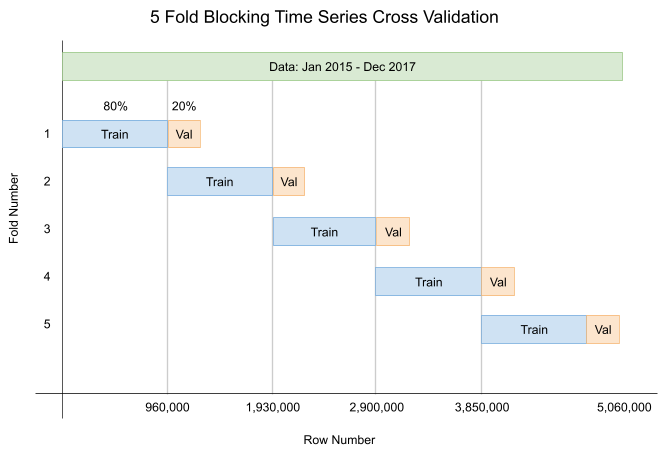 5 Fold Blocking Time Series Cross Validation
Data: Jan 2015 - Dec 2017
80% 20%
1 Train Val
2 Train Val
3 Train Val
4 Train Val
5 Train Val
Fold Number
960,000 1,930,000 2,900,000 3,850,000 5,060,000
Row Number